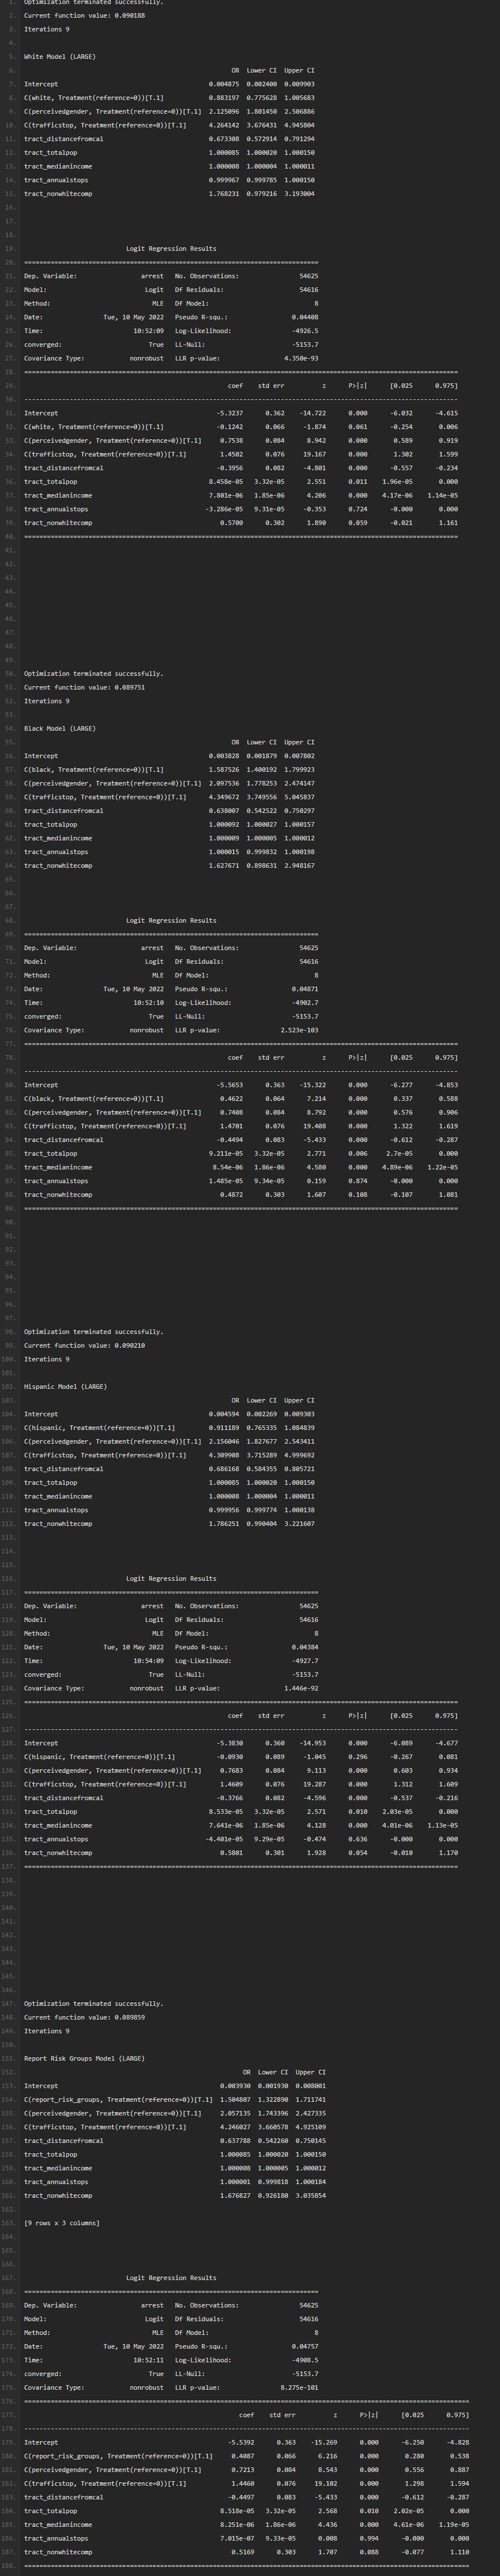 1. Optimization terminated successfully.
2. Current function value: 0.090188
3. Iterations 9
4.
5. White Model (LARGE)
6. OR Lower CI Upper CI
7. Intercept 0.004875 0.002400 0.009903
8. C(white, Treatment(reference=0))[T.1] 0.883197 0.775628 1.005683
9. C(perceivedgender, Treatment(reference=0))[T.1] 2.125096 1.801450 2.506886
10. C(trafficstop, Treatment(reference=0))[T.1] 4.264142 3.676431 4.945804
11. tract_distancefromcal 0.673308 0.572914 0.791294
12. tract_totalpop 1.000085 1.000020 1.000150
13. tract_medianincome 1.000008 1.000004 1.000011
14. tract_annualstops 0.999967 0.999785 1.000150
15. tract_nonwhitecomp 1.768231 0.979216 3.193004
16.
17.
18.
19. Logit Regression Results
20. ==============================================================================
21. Dep. Variable: arrest No. Observations: 54625
22. Model: Logit Df Residuals: 54616
23. Method: MLE Df Model: 8
24. Date: Tue, 10 May 2022 Pseudo R-squ.: 0.04408
25. Time: 10:52:09 Log-Likelihood: -4926.5
26. converged: True LL-Null: -5153.7
27. Covariance Type: nonrobust LLR p-value: 4.350e-93
28. ===================================================================================================================
29. coef std err z P>|z| [0.025 0.975]
30. -------------------------------------------------------------------------------------------------------------------
31. Intercept -5.3237 0.362 -14.722 0.000 -6.032 -4.615
32. C(white, Treatment(reference=0))[T.1] -0.1242 0.066 -1.874 0.061 -0.254 0.006
33. C(perceivedgender, Treatment(reference=0))[T.1] 0.7538 0.084 8.942 0.000 0.589 0.919
34. C(trafficstop, Treatment(reference=0))[T.1] 1.4502 0.076 19.167 0.000 1.302 1.599
35. tract_distancefromcal -0.3956 0.082 -4.801 0.000 -0.557 -0.234
36. tract_totalpop 8.458e-05 3.32e-05 2.551 0.011 1.96e-05 0.000
37. tract_medianincome 7.801e-06 1.85e-06 4.206 0.000 4.17e-06 1.14e-05
38. tract_annualstops -3.286e-05 9.31e-05 -0.353 0.724 -0.000 0.000
39. tract_nonwhitecomp 0.5700 0.302 1.890 0.059 -0.021 1.161
40. ===================================================================================================================
41.
42.
43.
44.
45.
46.
47.
48.
49.
50. Optimization terminated successfully.
51. Current function value: 0.089751
52. Iterations 9
53.
54. Black Model (LARGE)
55. OR Lower CI Upper CI
56. Intercept 0.003828 0.001879 0.007802
57. C(black, Treatment(reference=0))[T.1] 1.587526 1.400192 1.799923
58. C(perceivedgender, Treatment(reference=0))[T.1] 2.097536 1.778253 2.474147
59. C(trafficstop, Treatment(reference=0))[T.1] 4.349672 3.749556 5.045837
60. tract_distancefromcal 0.638007 0.542522 0.750297
61. tract_totalpop 1.000092 1.000027 1.000157
62. tract_medianincome 1.000009 1.000005 1.000012
63. tract_annualstops 1.000015 0.999832 1.000198
64. tract_nonwhitecomp 1.627671 0.898631 2.948167
65.
66.
67.
68. Logit Regression Results
69. ==============================================================================
70. Dep. Variable: arrest No. Observations: 54625
71. Model: Logit Df Residuals: 54616
72. Method: MLE Df Model: 8
73. Date: Tue, 10 May 2022 Pseudo R-squ.: 0.04871
74. Time: 10:52:10 Log-Likelihood: -4902.7
75. converged: True LL-Null: -5153.7
76. Covariance Type: nonrobust LLR p-value: 2.523e-103
77. ===================================================================================================================
78. coef std err z P>|z| [0.025 0.975]
79. -------------------------------------------------------------------------------------------------------------------
80. Intercept -5.5653 0.363 -15.322 0.000 -6.277 -4.853
81. C(black, Treatment(reference=0))[T.1] 0.4622 0.064 7.214 0.000 0.337 0.588
82. C(perceivedgender, Treatment(reference=0))[T.1] 0.7408 0.084 8.792 0.000 0.576 0.906
83. C(trafficstop, Treatment(reference=0))[T.1] 1.4701 0.076 19.408 0.000 1.322 1.619
84. tract_distancefromcal -0.4494 0.083 -5.433 0.000 -0.612 -0.287
85. tract_totalpop 9.211e-05 3.32e-05 2.771 0.006 2.7e-05 0.000
86. tract_medianincome 8.54e-06 1.86e-06 4.580 0.000 4.89e-06 1.22e-05
87. tract_annualstops 1.485e-05 9.34e-05 0.159 0.874 -0.000 0.000
88. tract_nonwhitecomp 0.4872 0.303 1.607 0.108 -0.107 1.081
89. ===================================================================================================================
90.
91.
92.
93.
94.
95.
96.
97.
98. Optimization terminated successfully.
99. Current function value: 0.090210
100. Iterations 9
101.
102. Hispanic Model (LARGE)
103. OR Lower CI Upper CI
104. Intercept 0.004594 0.002269 0.009303
105. C(hispanic, Treatment(reference=0))[T.1] 0.911189 0.765335 1.084839
106. C(perceivedgender, Treatment(reference=0))[T.1] 2.156046 1.827677 2.543411
107. C(trafficstop, Treatment(reference=0))[T.1] 4.309908 3.715289 4.999692
108. tract_distancefromcal 0.686168 0.584355 0.805721
109. tract_totalpop 1.000085 1.000020 1.000150
110. tract_medianincome 1.000008 1.000004 1.000011
111. tract_annualstops 0.999956 0.999774 1.000138
112. tract_nonwhitecomp 1.786251 0.990404 3.221607
113.
114.
115.
116. Logit Regression Results
117. ==============================================================================
118. Dep. Variable: arrest No. Observations: 54625
119. Model: Logit Df Residuals: 54616
120. Method: MLE Df Model: 8
121. Date: Tue, 10 May 2022 Pseudo R-squ.: 0.04384
122. Time: 10:54:09 Log-Likelihood: -4927.7
123. converged: True LL-Null: -5153.7
124. Covariance Type: nonrobust LLR p-value: 1.446e-92
125. ===================================================================================================================
126. coef std err z P>|z| [0.025 0.975]
127. -------------------------------------------------------------------------------------------------------------------
128. Intercept -5.3830 0.360 -14.953 0.000 -6.089 -4.677
129. C(hispanic, Treatment(reference=0))[T.1] -0.0930 0.089 -1.045 0.296 -0.267 0.081
130. C(perceivedgender, Treatment(reference=0))[T.1] 0.7683 0.084 9.113 0.000 0.603 0.934
131. C(trafficstop, Treatment(reference=0))[T.1] 1.4609 0.076 19.287 0.000 1.312 1.609
132. tract_distancefromcal -0.3766 0.082 -4.596 0.000 -0.537 -0.216
133. tract_totalpop 8.533e-05 3.32e-05 2.571 0.010 2.03e-05 0.000
134. tract_medianincome 7.641e-06 1.85e-06 4.128 0.000 4.01e-06 1.13e-05
135. tract_annualstops -4.401e-05 9.29e-05 -0.474 0.636 -0.000 0.000
136. tract_nonwhitecomp 0.5801 0.301 1.928 0.054 -0.010 1.170
137. ===================================================================================================================
138.
139.
140.
141.
142.
143.
144.
145.
146.
147. Optimization terminated successfully.
148. Current function value: 0.089859
149. Iterations 9
150.
151. Report Risk Groups Model (LARGE)
152. OR Lower CI Upper CI
153. Intercept 0.003930 0.001930 0.008001
154. C(report_risk_groups, Treatment(reference=0))[T.1] 1.504807 1.322890 1.711741
155. C(perceivedgender, Treatment(reference=0))[T.1] 2.057135 1.743396 2.427335
156. C(trafficstop, Treatment(reference=0))[T.1] 4.246027 3.660578 4.925109
157. tract_distancefromcal 0.637788 0.542260 0.750145
158. tract_totalpop 1.000085 1.000020 1.000150
159. tract_medianincome 1.000008 1.000005 1.000012
160. tract_annualstops 1.000001 0.999818 1.000184
161. tract_nonwhitecomp 1.676827 0.926180 3.035854
162.
163. [9 rows x 3 columns]
164.
165.
166.
167. Logit Regression Results
168. ==============================================================================
169. Dep. Variable: arrest No. Observations: 54625
170. Model: Logit Df Residuals: 54616
171. Method: MLE Df Model: 8
172. Date: Tue, 10 May 2022 Pseudo R-squ.: 0.04757
173. Time: 10:52:11 Log-Likelihood: -4908.5
174. converged: True LL-Null: -5153.7
175. Covariance Type: nonrobust LLR p-value: 8.275e-101
176. ======================================================================================================================
177. coef std err z P>|z| [0.025 0.975]
178. ----------------------------------------------------------------------------------------------------------------------
179. Intercept -5.5392 0.363 -15.269 0.000 -6.250 -4.828
180. C(report_risk_groups, Treatment(reference=0))[T.1] 0.4087 0.066 6.216 0.000 0.280 0.538
181. C(perceivedgender, Treatment(reference=0))[T.1] 0.7213 0.084 8.543 0.000 0.556 0.887
182. C(trafficstop, Treatment(reference=0))[T.1] 1.4460 0.076 19.102 0.000 1.298 1.594
183. tract_distancefromcal -0.4497 0.083 -5.433 0.000 -0.612 -0.287
184. tract_totalpop 8.518e-05 3.32e-05 2.568 0.010 2.02e-05 0.000
185. tract_medianincome 8.251e-06 1.86e-06 4.436 0.000 4.61e-06 1.19e-05
186. tract_annualstops 7.015e-07 9.33e-05 0.008 0.994 -0.000 0.000
187. tract_nonwhitecomp 0.5169 0.303 1.707 0.088 -0.077 1.110
188. ======================================================================================================================